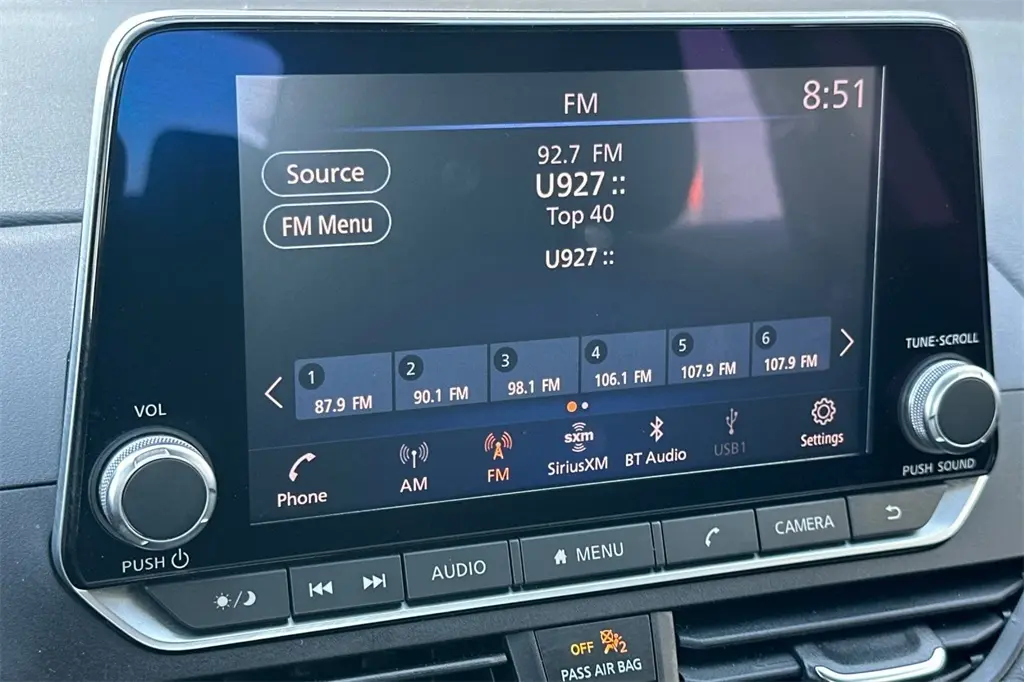 FM
8:51
Source
FM Menu
92.7 FM
U927 ::
Top 40
U927 ::
1 87.9 FM
2 90.1 FM
3 98.1 FM
4 106.1 FM
5 107.9 FM
6 107.9 FM
Phone
AM
FM
sxm
SiriusXM
BT Audio
USB1
Settings
VOL
PUSH
TUNE·SCROLL
PUSH SOUND
AUDIO
MENU
CAMERA
OFF 2
PASS AIR BAG